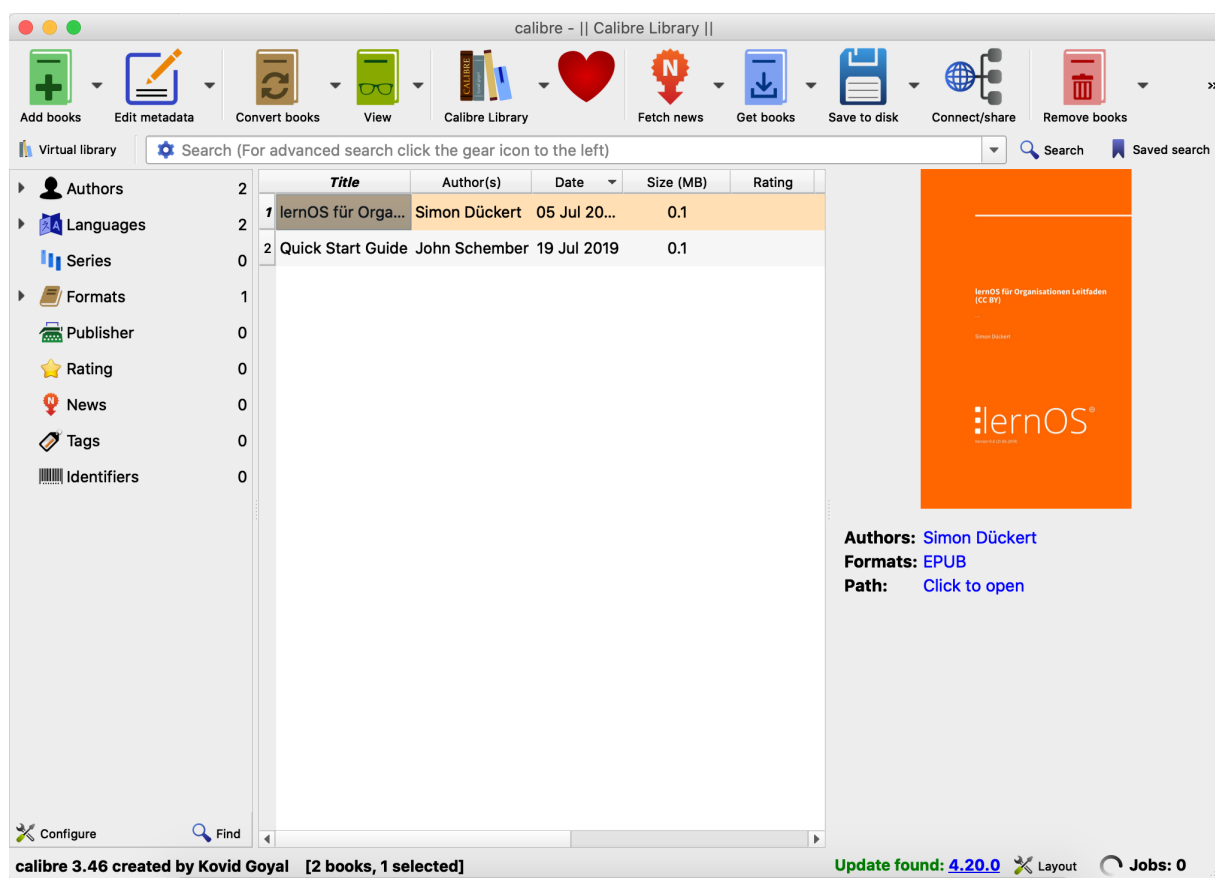 calibre - || Calibre Library ||
Add books Edit metadata Convert books View Calibre Library Fetch news Get books Save to disk Connect/share Remove books
Virtual library Search (For advanced search click the gear icon to the left) Search Saved search
Authors 2
Languages 2
Series 0
Formats 1
Publisher 0
Rating 0
News 0
Tags 0
Identifiers 0
Title Author(s) Date Size (MB) Rating
1 lernOS für Orga... Simon Dückert 05 Jul 20... 0.1
2 Quick Start Guide John Schember 19 Jul 2019 0.1
lernOS für Organisationen Leitfaden
(CC BY)
Simon Dückert
lernOS®
Authors: Simon Dückert
Formats: EPUB
Path: Click to open
Configure Find
calibre 3.46 created by Kovid Goyal [2 books, 1 selected] Update found: 4.20.0 Layout Jobs: 0